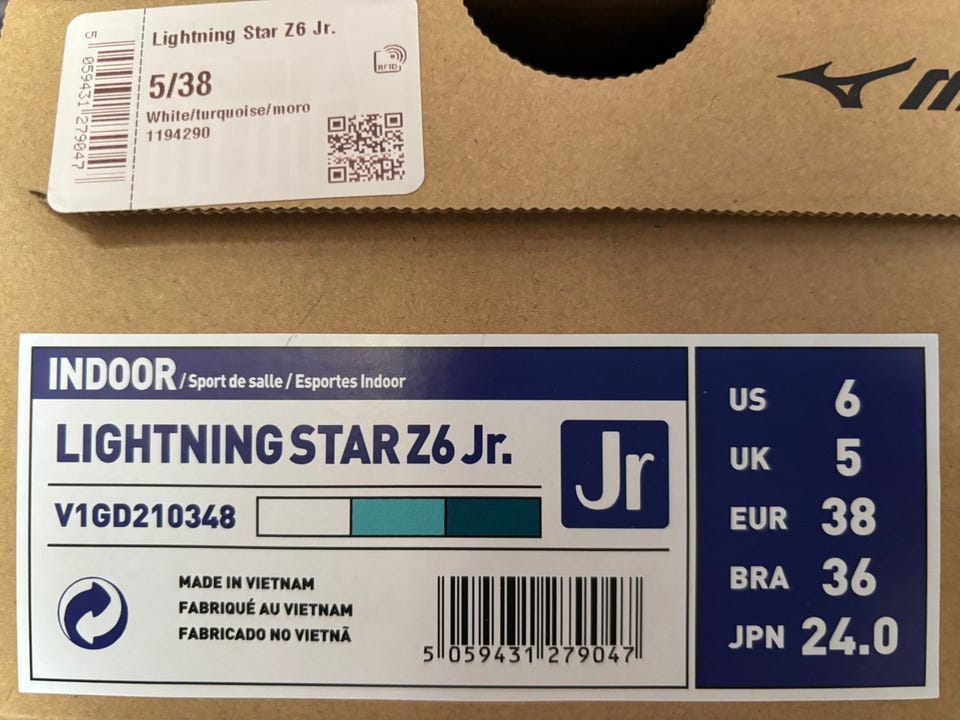 Lightning Star Z6 Jr.
5/38
White/turquoise/moro
1194290
RFID
5 059431 279047
INDOOR / Sport de salle / Esportes Indoor
LIGHTNING STAR Z6 Jr.
Jr
V1GD210348
MADE IN VIETNAM
FABRIQUÉ AU VIETNAM
FABRICADO NO VIETNÃ
5 059431 279047
US 6
UK 5
EUR 38
BRA 36
JPN 24.0